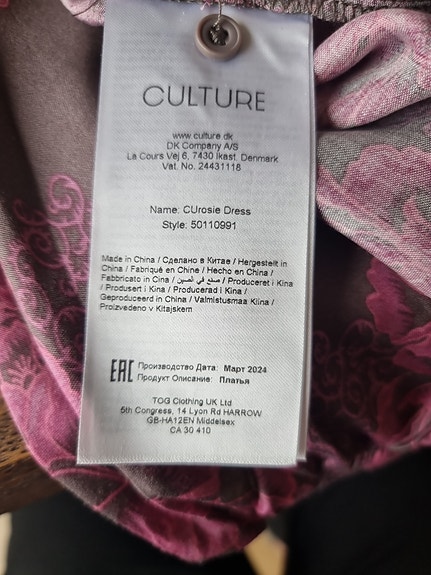 CULTURE
www.culture.dk
DK Company A/S
La Cours Vej 6, 7430 Ikast, Denmark
Vat. No. 24431118
Name: CUrosie Dress
Style: 50110991
Made in China / Сделано в Китае / Hergestellt in
China / Fabriqué en Chine / Hecho en China /
Fabbricato in Cina / صنع في الصين / Produceret i Kina
/ Produsert i Kina / Producerad i Kina /
Geproduceerd in China / Valmistusmaa Kiina /
Proizvedeno v Kitajskem
EAC Производство Дата: Март 2024
Продукт Описание: Платья
TOG Clothing UK Ltd
5th Congress, 14 Lyon Rd HARROW
GB-HA12EN Middelsex
CA 30 410